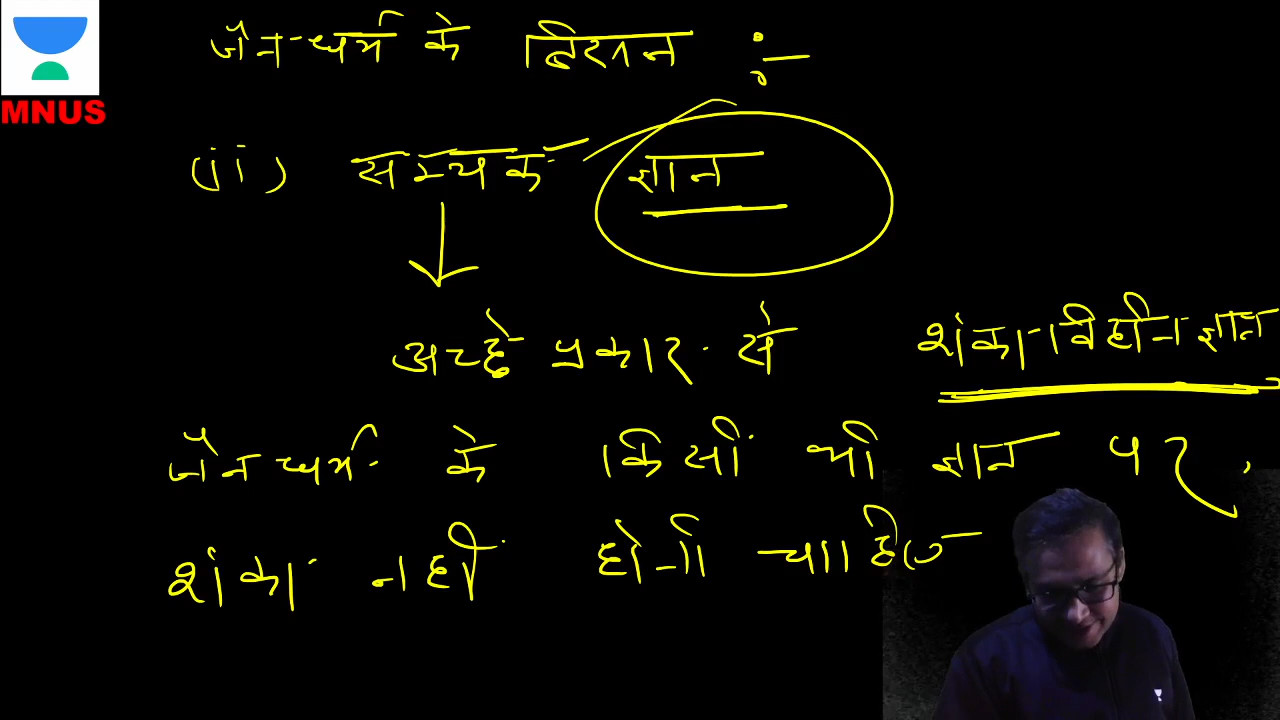 MNUS
जैन धर्म के त्रिरत्न :-
(ii) सम्यक ज्ञान
अच्छे प्रकार से
शंका विहीन ज्ञान
जैन धर्म के किसी भी ज्ञान पर
शंका नहीं होनी चाहिए